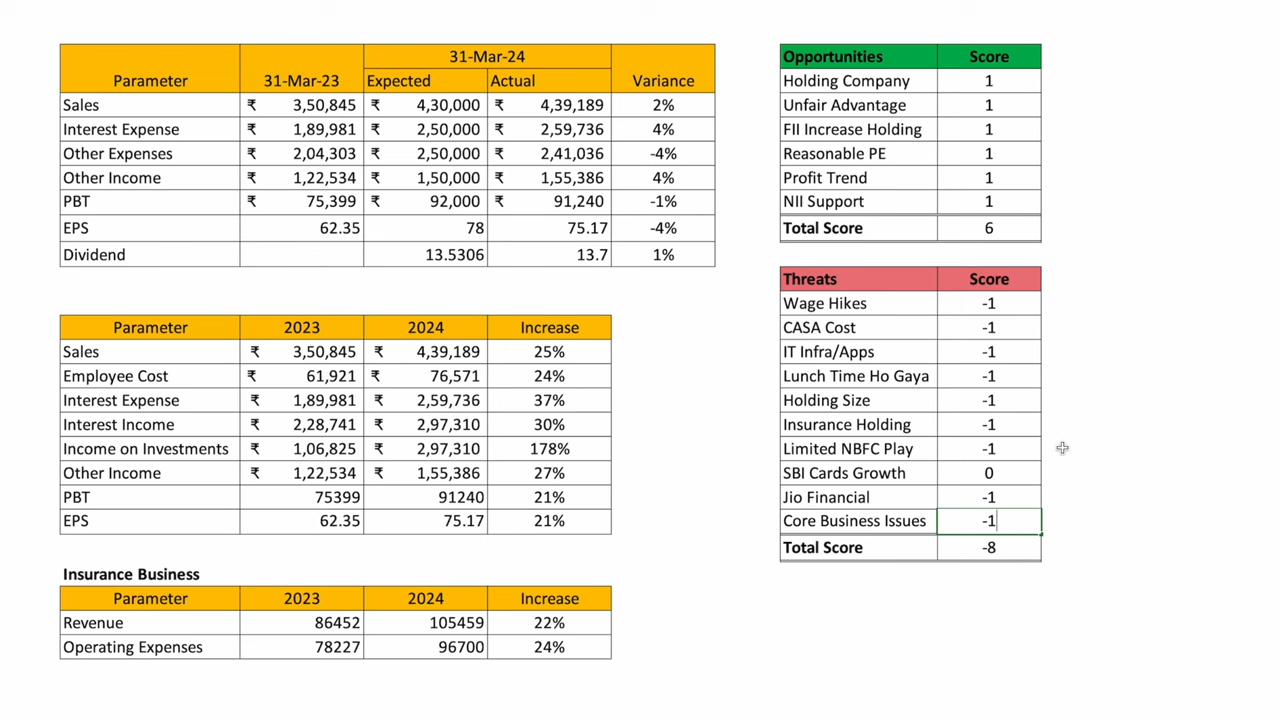 31-Mar-24
Parameter 31-Mar-23 Expected Actual Variance
Sales ₹ 3,50,845 ₹ 4,30,000 ₹ 4,39,189 2%
Interest Expense ₹ 1,89,981 ₹ 2,50,000 ₹ 2,59,736 4%
Other Expenses ₹ 2,04,303 ₹ 2,50,000 ₹ 2,41,036 -4%
Other Income ₹ 1,22,534 ₹ 1,50,000 ₹ 1,55,386 4%
PBT ₹ 75,399 ₹ 92,000 ₹ 91,240 -1%
EPS 62.35 78 75.17 -4%
Dividend 13.5306 13.7 1%
Parameter 2023 2024 Increase
Sales ₹ 3,50,845 ₹ 4,39,189 25%
Employee Cost ₹ 61,921 ₹ 76,571 24%
Interest Expense ₹ 1,89,981 ₹ 2,59,736 37%
Interest Income ₹ 2,28,741 ₹ 2,97,310 30%
Income on Investments ₹ 1,06,825 ₹ 2,97,310 178%
Other Income ₹ 1,22,534 ₹ 1,55,386 27%
PBT 75399 91240 21%
EPS 62.35 75.17 21%
Insurance Business
Parameter 2023 2024 Increase
Revenue 86452 105459 22%
Operating Expenses 78227 96700 24%
Opportunities Score
Holding Company 1
Unfair Advantage 1
FII Increase Holding 1
Reasonable PE 1
Profit Trend 1
NII Support 1
Total Score 6
Threats Score
Wage Hikes -1
CASA Cost -1
IT Infra/Apps -1
Lunch Time Ho Gaya -1
Holding Size -1
Insurance Holding -1
Limited NBFC Play -1
SBI Cards Growth 0
Jio Financial -1
Core Business Issues -1
Total Score -8